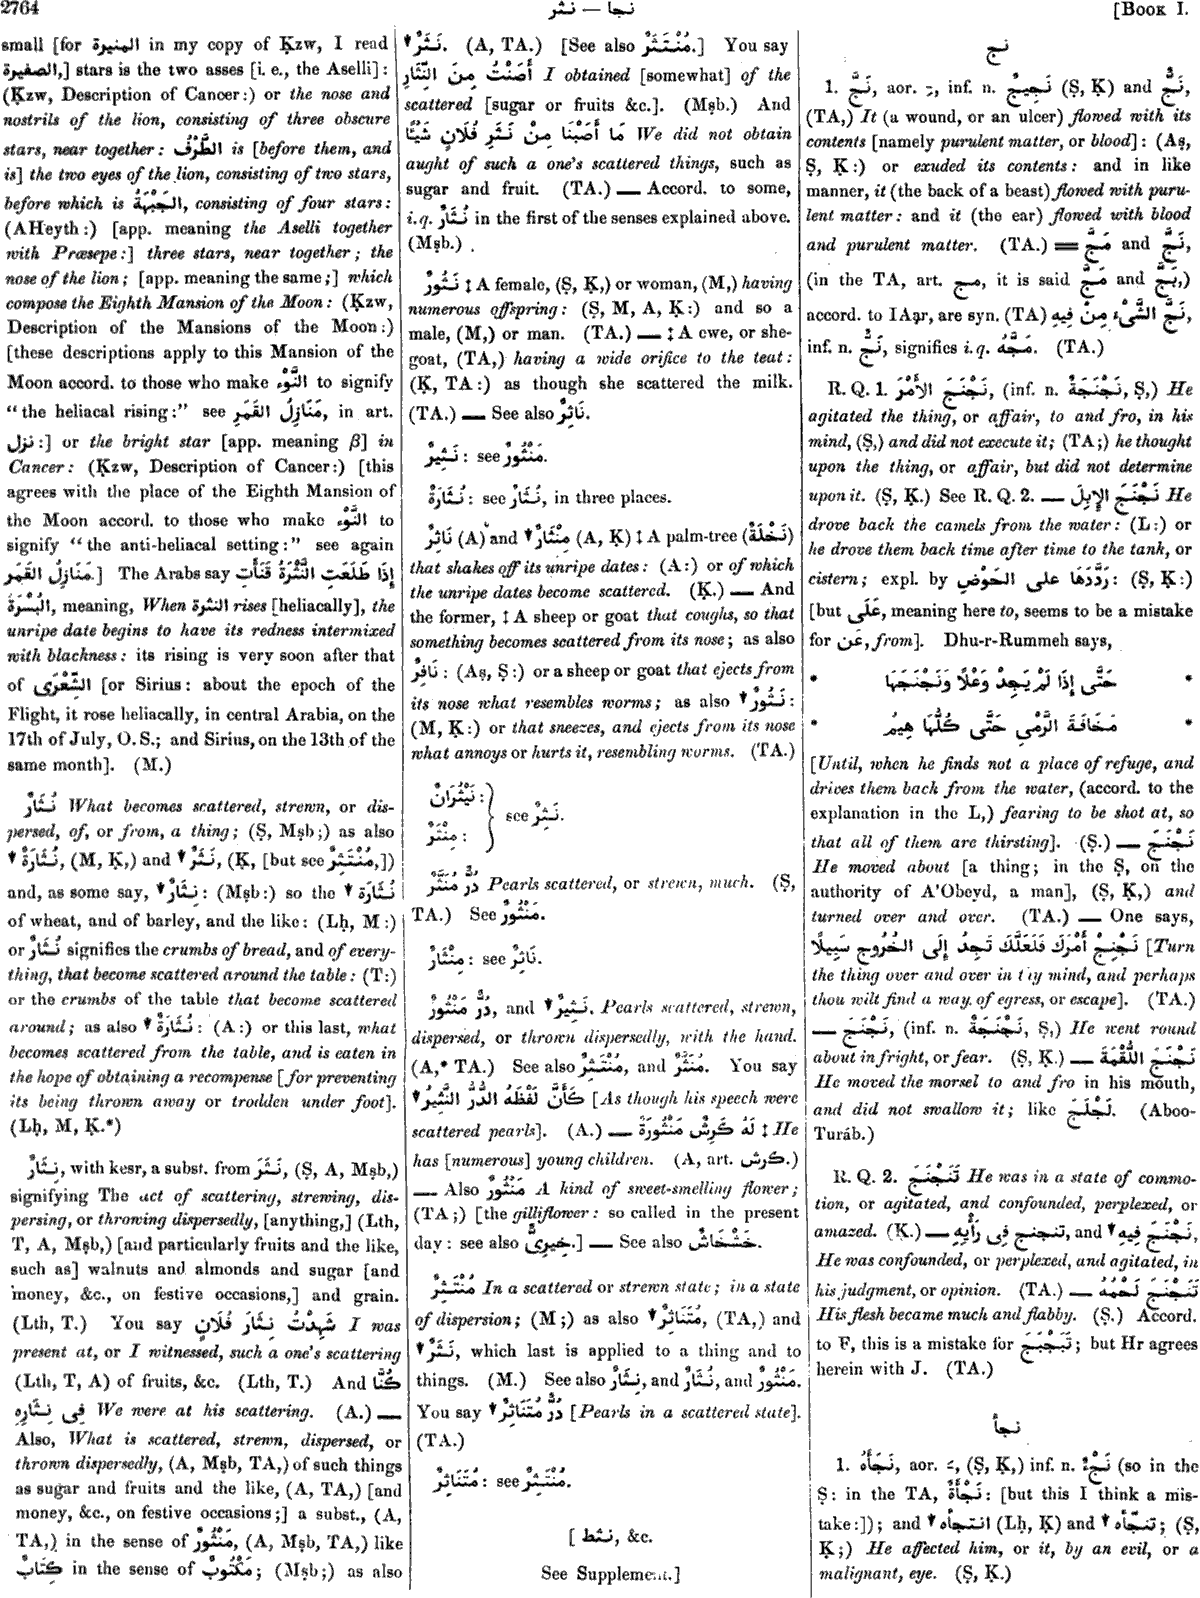 2764
نجا — نثر
[BOOK I.
small [for المنيرة in my copy of Ḳzw, I read
الصغيرة,] stars is the two asses [i. e., the Aselli]:
(Ḳzw, Description of Cancer:) or the nose and
nostrils of the lion, consisting of three obscure
stars, near together: الطَّرْفُ is [before them, and
is] the two eyes of the lion, consisting of two stars,
before which is الجَبْهَةُ, consisting of four stars:
(AHeyth:) [app. meaning the Aselli together
with Præsepe:] three stars, near together; the
nose of the lion; [app. meaning the same;] which
compose the Eighth Mansion of the Moon: (Ḳzw,
Description of the Mansions of the Moon:)
[these descriptions apply to this Mansion of the
Moon accord. to those who make النَّوْء to signify
“the heliacal rising:” see مَنَازِلُ القَمَرِ, in art.
نزل:] or the bright star [app. meaning β] in
Cancer: (Ḳzw, Description of Cancer:) [this
agrees with the place of the Eighth Mansion of
the Moon accord. to those who make النَّوْء to
signify “the anti-heliacal setting:” see again
مَنَازِلُ القَمَرِ.] The Arabs say إِذَا طَلَعَتِ النَّثْرَةُ قَنَأَتِ
البُسْرَةُ, meaning, When النثرة rises [heliacally], the
unripe date begins to have its redness intermixed
with blackness: its rising is very soon after that
of الشِّعْرَى [or Sirius: about the epoch of the
Flight, it rose heliacally, in central Arabia, on the
17th of July, O. S.; and Sirius, on the 13th of the
same month]. (M.)
نُثَارٌ What becomes scattered, strewn, or dis-
persed, of, or from, a thing; (Ṣ, Mṣb;) as also
▼ نُثَارَةٌ, (M, Ḳ,) and ▼ نَثَرٌ, (Ḳ, [but see مُنْتَثِرٌ,])
and, as some say, ▼ نِثَارٌ: (Mṣb:) so the ▼ نُثَارَة
of wheat, and of barley, and the like: (Lḥ, M:)
or نُثَارٌ signifies the crumbs of bread, and of every-
thing, that become scattered around the table: (T:)
or the crumbs of the table that become scattered
around; as also ▼ نُثَارَةٌ: (A:) or this last, what
becomes scattered from the table, and is eaten in
the hope of obtaining a recompense [for preventing
its being thrown away or trodden under foot].
(Lḥ, M, Ḳ.*)
نِثَارٌ, with kesr, a subst. from نَثَرَ, (Ṣ, A, Mṣb,)
signifying The act of scattering, strewing, dis-
persing, or throwing dispersedly, [anything,] (Lth,
T, A, Mṣb,) [and particularly fruits and the like,
such as] walnuts and almonds and sugar [and
money, &c., on festive occasions,] and grain.
(Lth, T.) You say شَهِدْتُ نِثَارَ فُلَانٍ I was
present at, or I witnessed, such a one's scattering
(Lth, T, A) of fruits, &c. (Lth, T.) And كُنَّا
فِى نِثَارِهِ We were at his scattering. (A.) —
Also, What is scattered, strewn, dispersed, or
thrown dispersedly, (A, Mṣb, TA,) of such things
as sugar and fruits and the like, (A, TA,) [and
money, &c., on festive occasions;] a subst., (A,
TA,) in the sense of مَنْثُورٌ, (A, Mṣb, TA,) like
كِتَابٌ in the sense of مَكْتُوبٌ; (Mṣb;) as also
▼ نَثَرٌ. (A, TA.) [See also مُنْتَثِرٌ.] You say
أَصَبْتُ مِنَ النِّثَارِ I obtained [somewhat] of the
scattered [sugar or fruits &c.]. (Mṣb.) And
مَا أَصَبْنَا مِنْ نَثَرِ فُلَانٍ شَيْئًا We did not obtain
aught of such a one's scattered things, such as
sugar and fruit. (TA.) — Accord. to some,
i.q. نُثَارٌ in the first of the senses explained above.
(Mṣb.)
نَثُورٌ ‡ A female, (Ṣ, Ḳ,) or woman, (M,) having
numerous offspring: (Ṣ, M, A, Ḳ:) and so a
male, (M,) or man. (TA.) — ‡ A ewe, or she-
goat, (TA,) having a wide orifice to the teat:
(Ḳ, TA:) as though she scattered the milk.
(TA.) — See also نَاثِرٌ.
نَثِيرٌ: see مَنْثُورٌ.
نُثَارَةٌ: see نُثَارٌ, in three places.
نَاثِرٌ (A) and ▼ مِنْثَارٌ (A, Ḳ) ‡ A palm-tree (نَخْلَةٌ)
that shakes off its unripe dates: (A:) or of which
the unripe dates become scattered. (Ḳ.) — And
the former, ‡ A sheep or goat that coughs, so that
something becomes scattered from its nose; as also
نَافِرٌ: (Aṣ, Ṣ:) or a sheep or goat that ejects from
its nose what resembles worms; as also ▼ نَثُورٌ:
(M, Ḳ:) or that sneezes, and ejects from its nose
what annoys or hurts it, resembling worms. (TA.)
نَيْثُرَانٌ:
مِنْثَرٌ:
see نَثِرٌ.
دُرٌّ مُنَثَّرٌ Pearls scattered, or strewn, much. (Ṣ,
TA.) See مَنْثُورٌ.
مِنْثَارٌ: see نَاثِرٌ.
دُرٌّ مَنْثُورٌ, and ▼ نَثِيرٌ. Pearls scattered, strewn,
dispersed, or thrown dispersedly, with the hand.
(A,* TA.) See also مُنْتَثِرٌ, and مُنَثَّرٌ. You say
كَأَنَّ لَفْظَهُ الدُّرُّ النَّثِيرُ ▼ [As though his speech were
scattered pearls]. (A.) — لَهُ كَرِشٌ مَنْثُورَةٌ ‡ He
has [numerous] young children. (A, art. كرش.)
— Also مَنْثُورٌ A kind of sweet-smelling flower;
(TA;) [the gilliflower: so called in the present
day: see also خِيرِىٌّ.] — See also خَشْخَاشٌ.
مُنْتَثِرٌ In a scattered or strewn state; in a state
of dispersion; (M;) as also ▼ مُتَنَاثِرٌ, (TA,) and
▼ نَثَرٌ, which last is applied to a thing and to
things. (M.) See also نِثَارٌ, and نُثَارٌ, and مَنْثُورٌ.
You say ▼ دُرٌّ مُتَنَاثِرٌ [Pearls in a scattered state].
(TA.)
مُتَنَاثِرٌ: see مُنْتَثِرٌ.
[ نثط, &c.
See Supplement.]
نج
1. نَجَّ, aor. ـِ, inf. n. نَجِيجٌ (Ṣ, Ḳ) and نَجٌّ,
(TA,) It (a wound, or an ulcer) flowed with its
contents [namely purulent matter, or blood]: (Aṣ,
Ṣ, Ḳ:) or exuded its contents: and in like
manner, it (the back of a beast) flowed with puru-
lent matter: and it (the ear) flowed with blood
and purulent matter. (TA.) = مَجَّ and نَجَّ,
(in the TA, art. مج, it is said مَجَّ and بَجَّ,)
accord. to IAạr, are syn. (TA) نَجَّ الشَّىْءَ مِنْ فِيهِ,
inf. n. نَجٌّ, signifies i. q. مَجَّهُ. (TA.)
R. Q. 1. نَجْنَجَ الأَمْرَ, (inf. n. نَجْنَجَةٌ, Ṣ,) He
agitated the thing, or affair, to and fro, in his
mind, (Ṣ,) and did not execute it; (TA;) he thought
upon the thing, or affair, but did not determine
upon it. (Ṣ, Ḳ.) See R. Q. 2. — نَجْنَجَ الإِبِلَ He
drove back the camels from the water: (L:) or
he drove them back time after time to the tank, or
cistern; expl. by رَدَّدَهَا على الحَوْضِ: (Ṣ, Ḳ:)
[but عَلَى, meaning here to, seems to be a mistake
for عَن, from]. Dhu-r-Rummeh says,
* حَتَّى إِذَا لَمْ يَجِدْ وَعْلًا وَنَجْنَجَهَا *
* مَخَافَةَ الرَّمْىِ حَتَّى كُلُّهَا هِيمُ *
[Until, when he finds not a place of refuge, and
drives them back from the water, (accord. to the
explanation in the L,) fearing to be shot at, so
that all of them are thirsting]. (Ṣ.) — نَجْنَجَ
He moved about [a thing; in the Ṣ, on the
authority of A'Obeyd, a man], (Ṣ, Ḳ,) and
turned over and over. (TA.) — One says,
نَجْنِجْ أَمْرَكَ فَلَعَلَّكَ تَجِدُ إِلَى الخُرُوجِ سَبِيلًا [Turn
the thing over and over in thy mind, and perhaps
thou wilt find a way of egress, or escape]. (TA.)
— نَجْنَجَ, (inf. n. نَجْنَجَةٌ, Ṣ,) He went round
about in fright, or fear. (Ṣ, Ḳ.) — نَجْنَجَ اللُّقْمَةَ
He moved the morsel to and fro in his mouth,
and did not swallow it; like لَجْلَجَ. (Aboo-
Turáb.)
R. Q. 2. تَنَجْنَجَ He was in a state of commo-
tion, or agitated, and confounded, perplexed, or
amazed. (Ḳ.) — تنجنج فِى رَأْيِهِ, and ▼ نَجْنَجَ فيه,
He was confounded, or perplexed, and agitated, in
his judgment, or opinion. (TA.) — تَنَجْنَجَ لَحْمُهُ
His flesh became much and flabby. (Ṣ.) Accord.
to F, this is a mistake for تَبَجْبَجَ; but Hr agrees
herein with J. (TA.)
نجأ
1. نَجَأَهُ, aor. ـَ, (Ṣ, Ḳ,) inf. n. نَجْءٌ (so in the
Ṣ: in the TA, نَجْأَةٌ: [but this I think a mis-
take:]); and ▼ انتجأه (Lḥ, Ḳ) and ▼ تنجّأه; (Ṣ,
Ḳ;) He affected him, or it, by an evil, or a
malignant, eye. (Ṣ, Ḳ.)